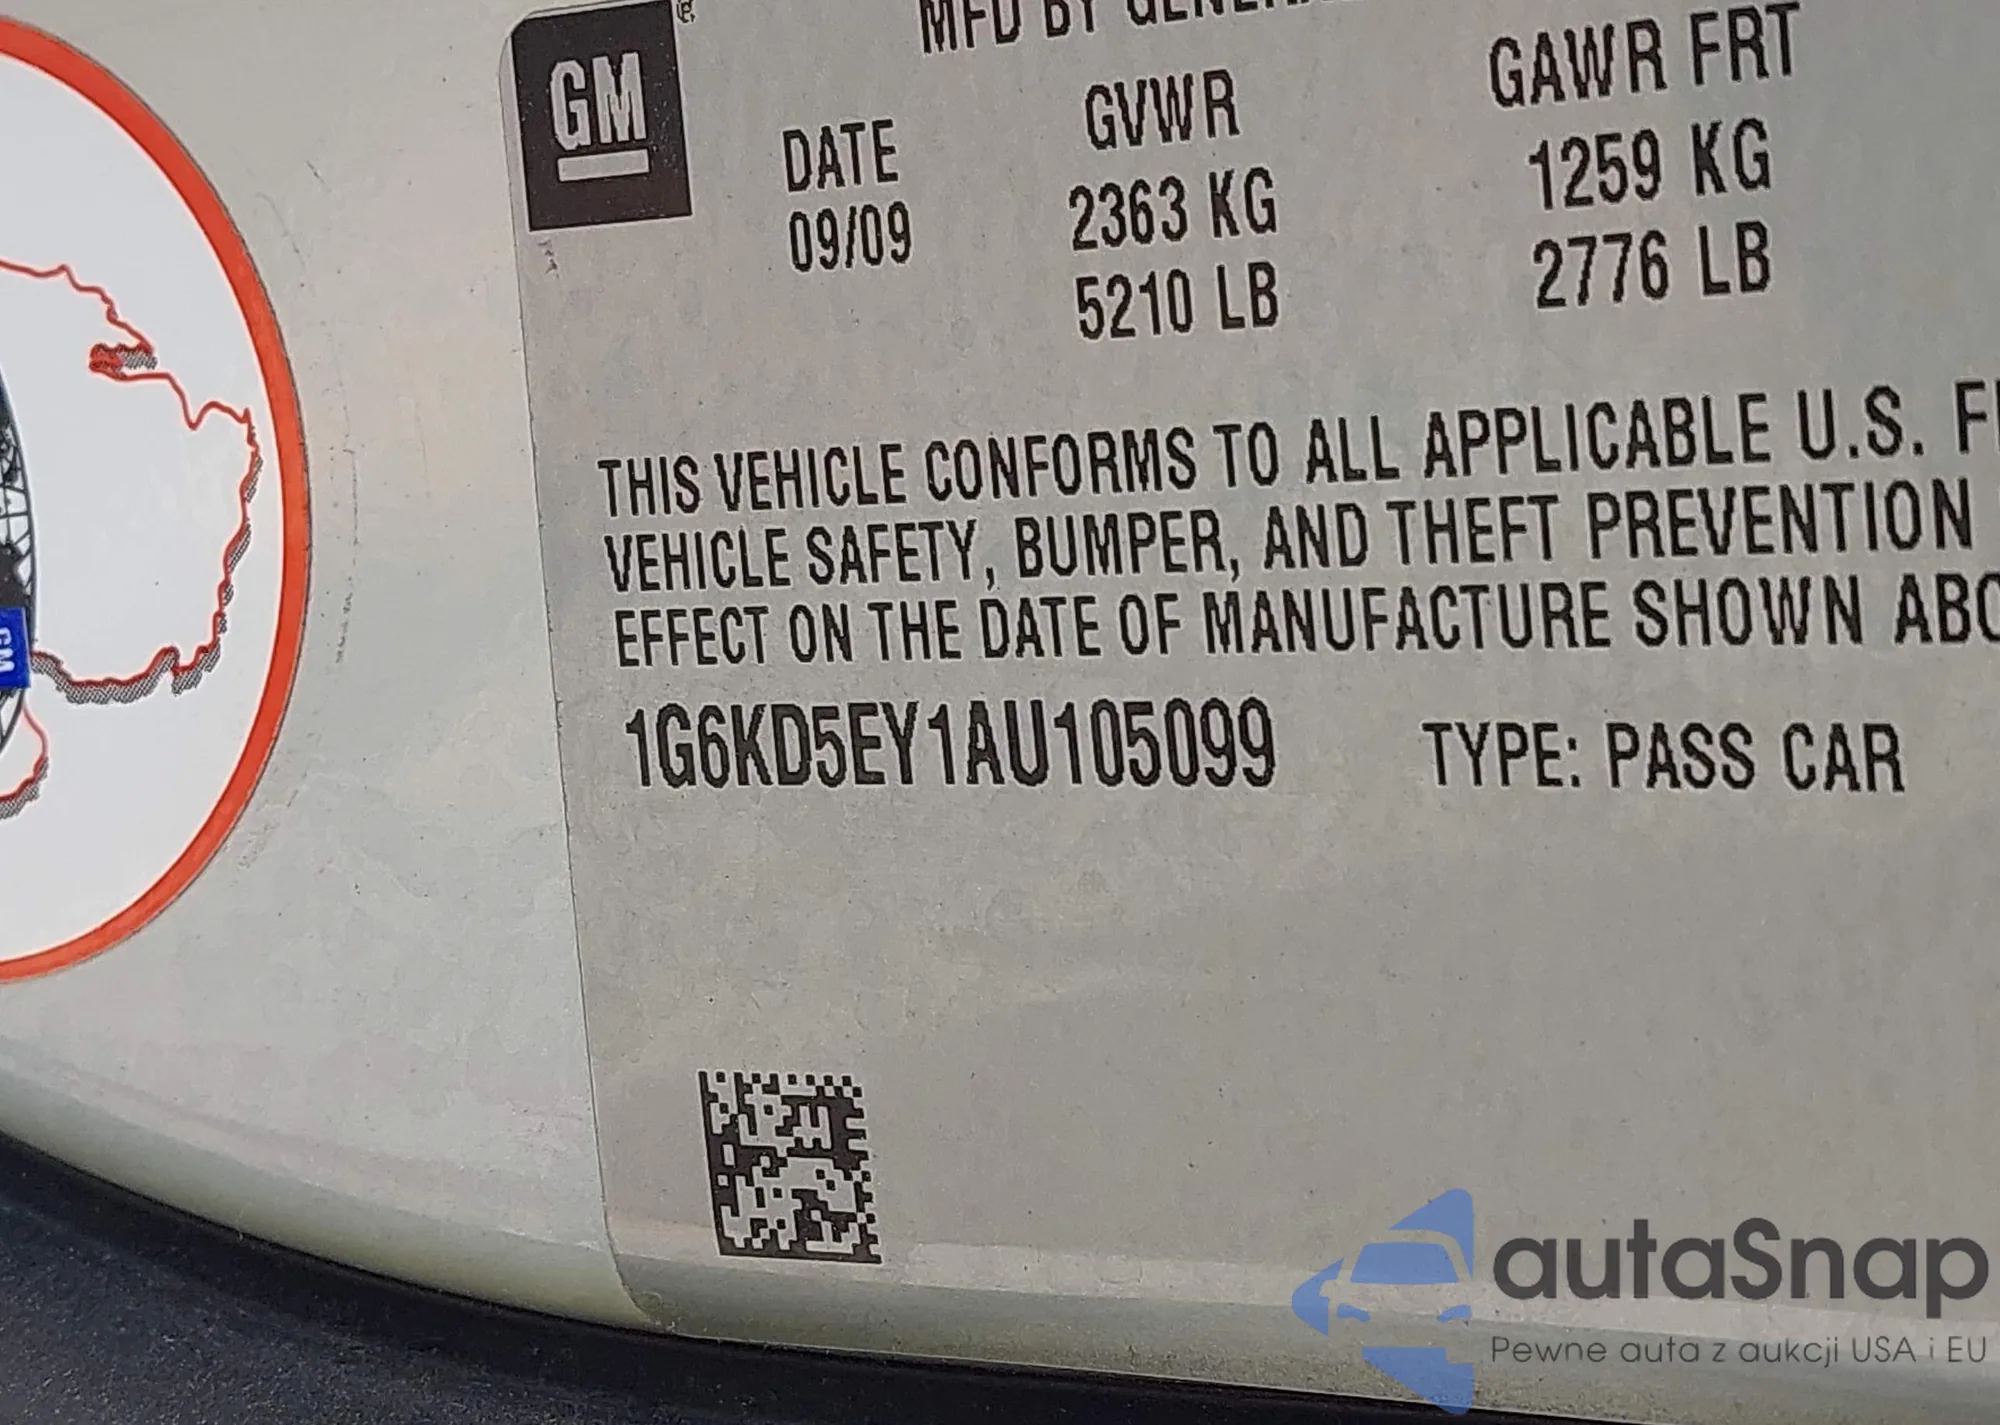 GM
MFD BY
DATE
09/09
GVWR
2363 KG
5210 LB
GAWR FRT
1259 KG
2776 LB
THIS VEHICLE CONFORMS TO ALL APPLICABLE U.S.
VEHICLE SAFETY, BUMPER, AND THEFT PREVENTION
EFFECT ON THE DATE OF MANUFACTURE SHOWN
1G6KD5EY1AU105099
TYPE: PASS CAR
GM
autaSnap
Pewne auta z aukcji USA i EU